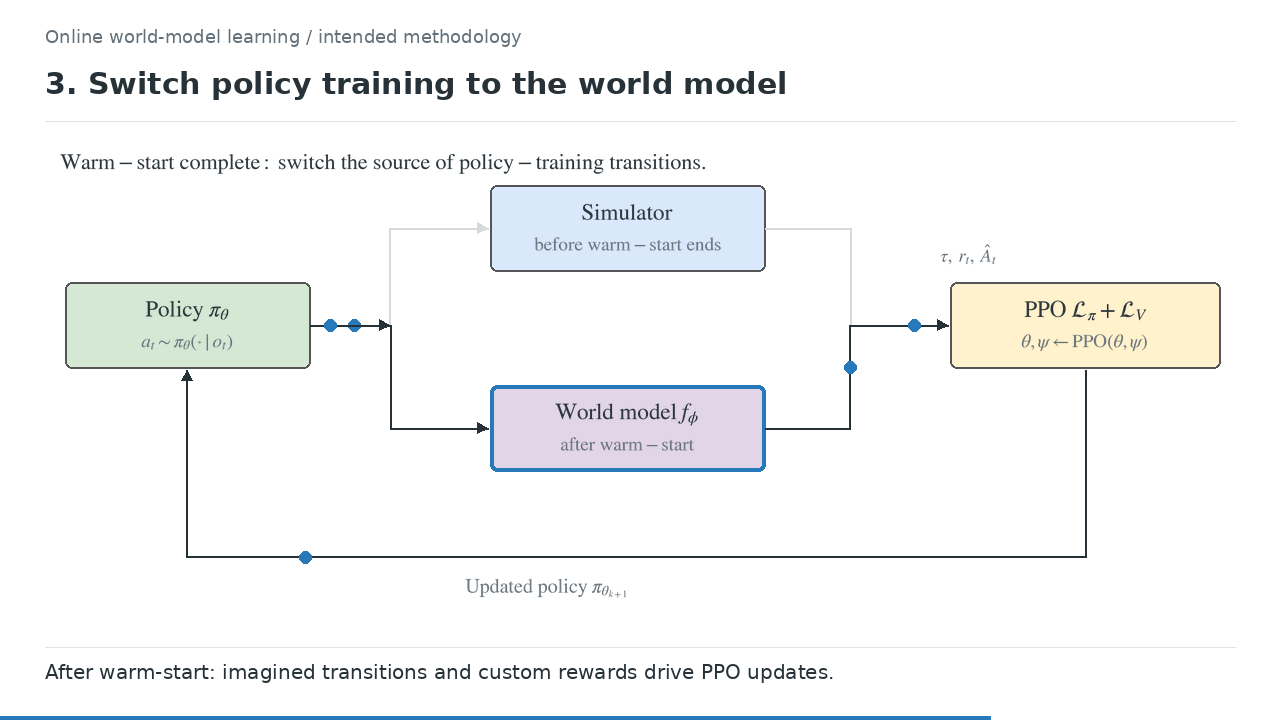 Online world-model learning / intended methodology
3. Switch policy training to the world model
Warm − start complete : switch the source of policy − training transitions.
Simulator
before warm − start ends
τ, r_t, Â_t
Policy π_θ
a_t ~ π_θ(· | o_t)
PPO ℒ_π + ℒ_V
θ, ψ ← PPO(θ, ψ)
World model f_ϕ
after warm − start
Updated policy π_{θ_{k+1}}
After warm-start: imagined transitions and custom rewards drive PPO updates.